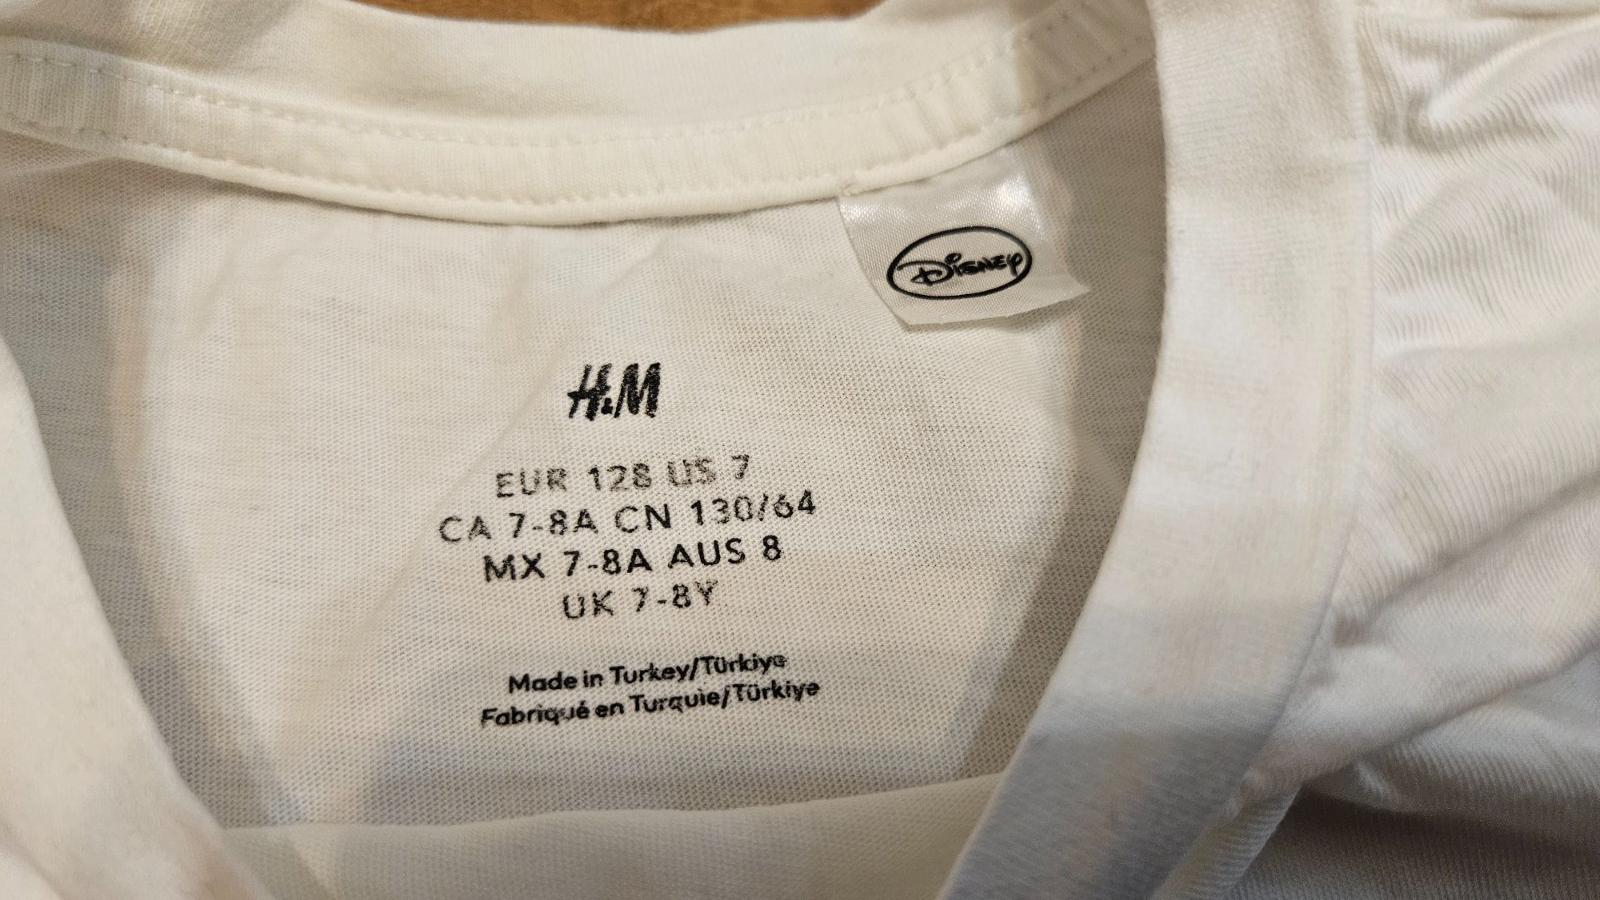 Disney
H&M
EUR 128 US 7
CA 7-8A CN 130/64
MX 7-8A AUS 8
UK 7-8Y
Made in Turkey/Türkiye
Fabriqué en Turquie/Türkiye